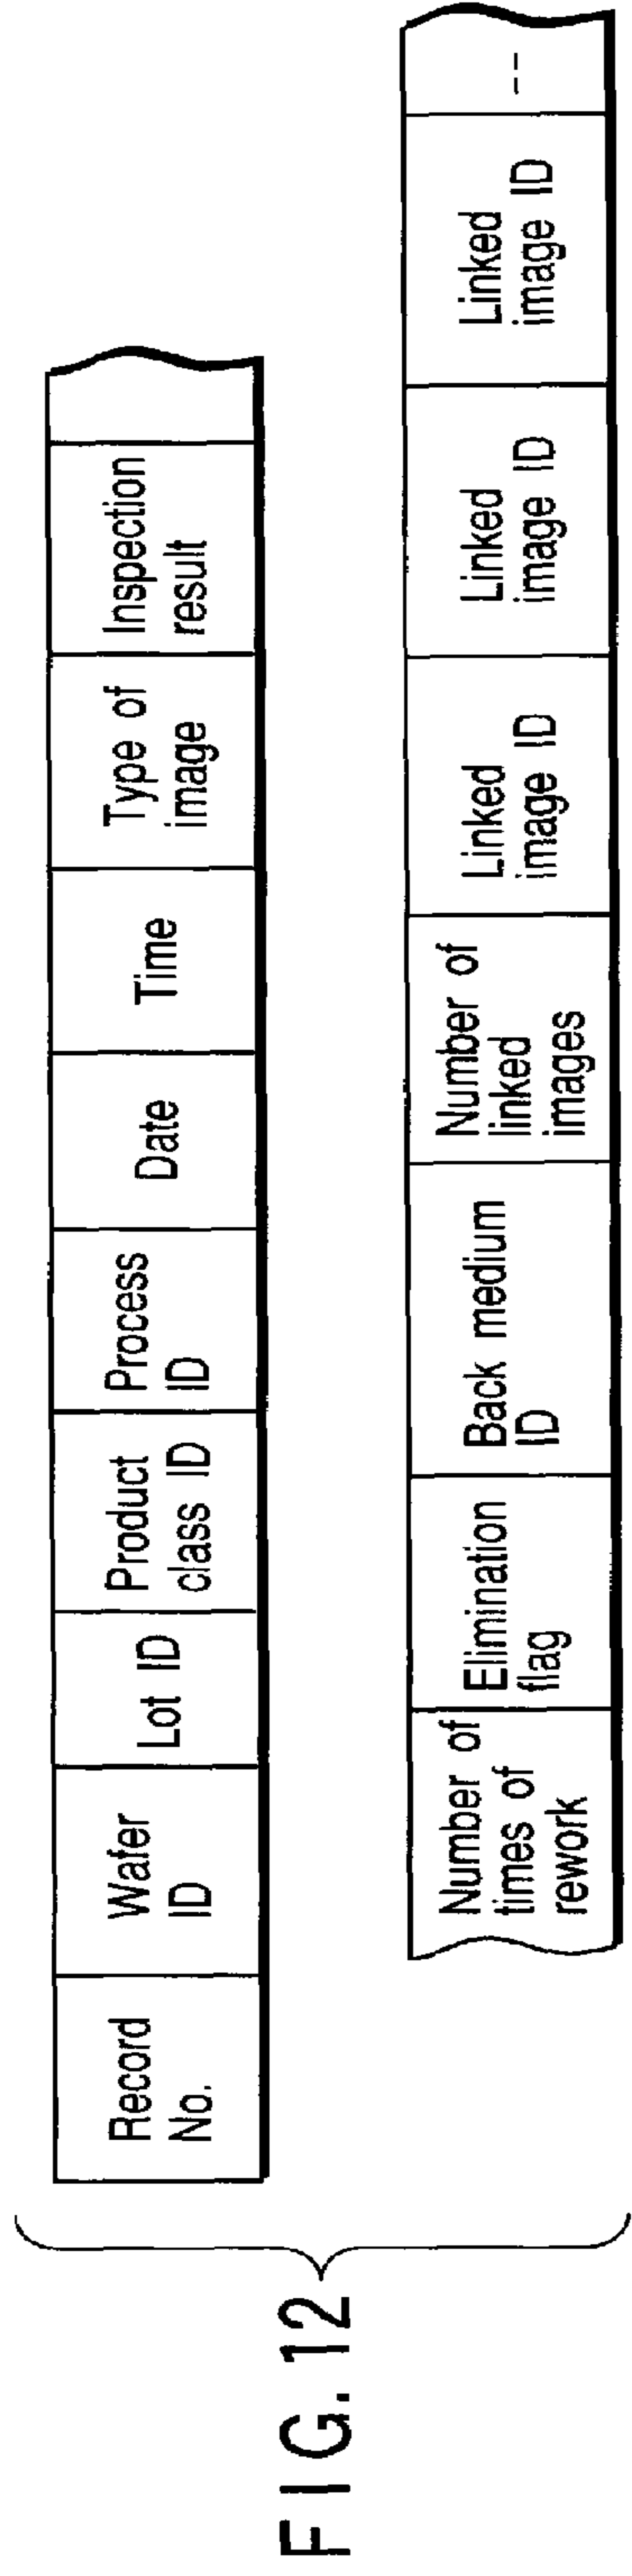 Record
No.
Wafer
ID
Lot ID
Product
class ID
Process
ID
Date
Time
Type of
image
Inspection
result
Number of
times of
rework
Elimination
flag
Back medium
ID
Number of
linked
images
Linked
image ID
Linked
image ID
Linked
image ID
--
FIG. 12